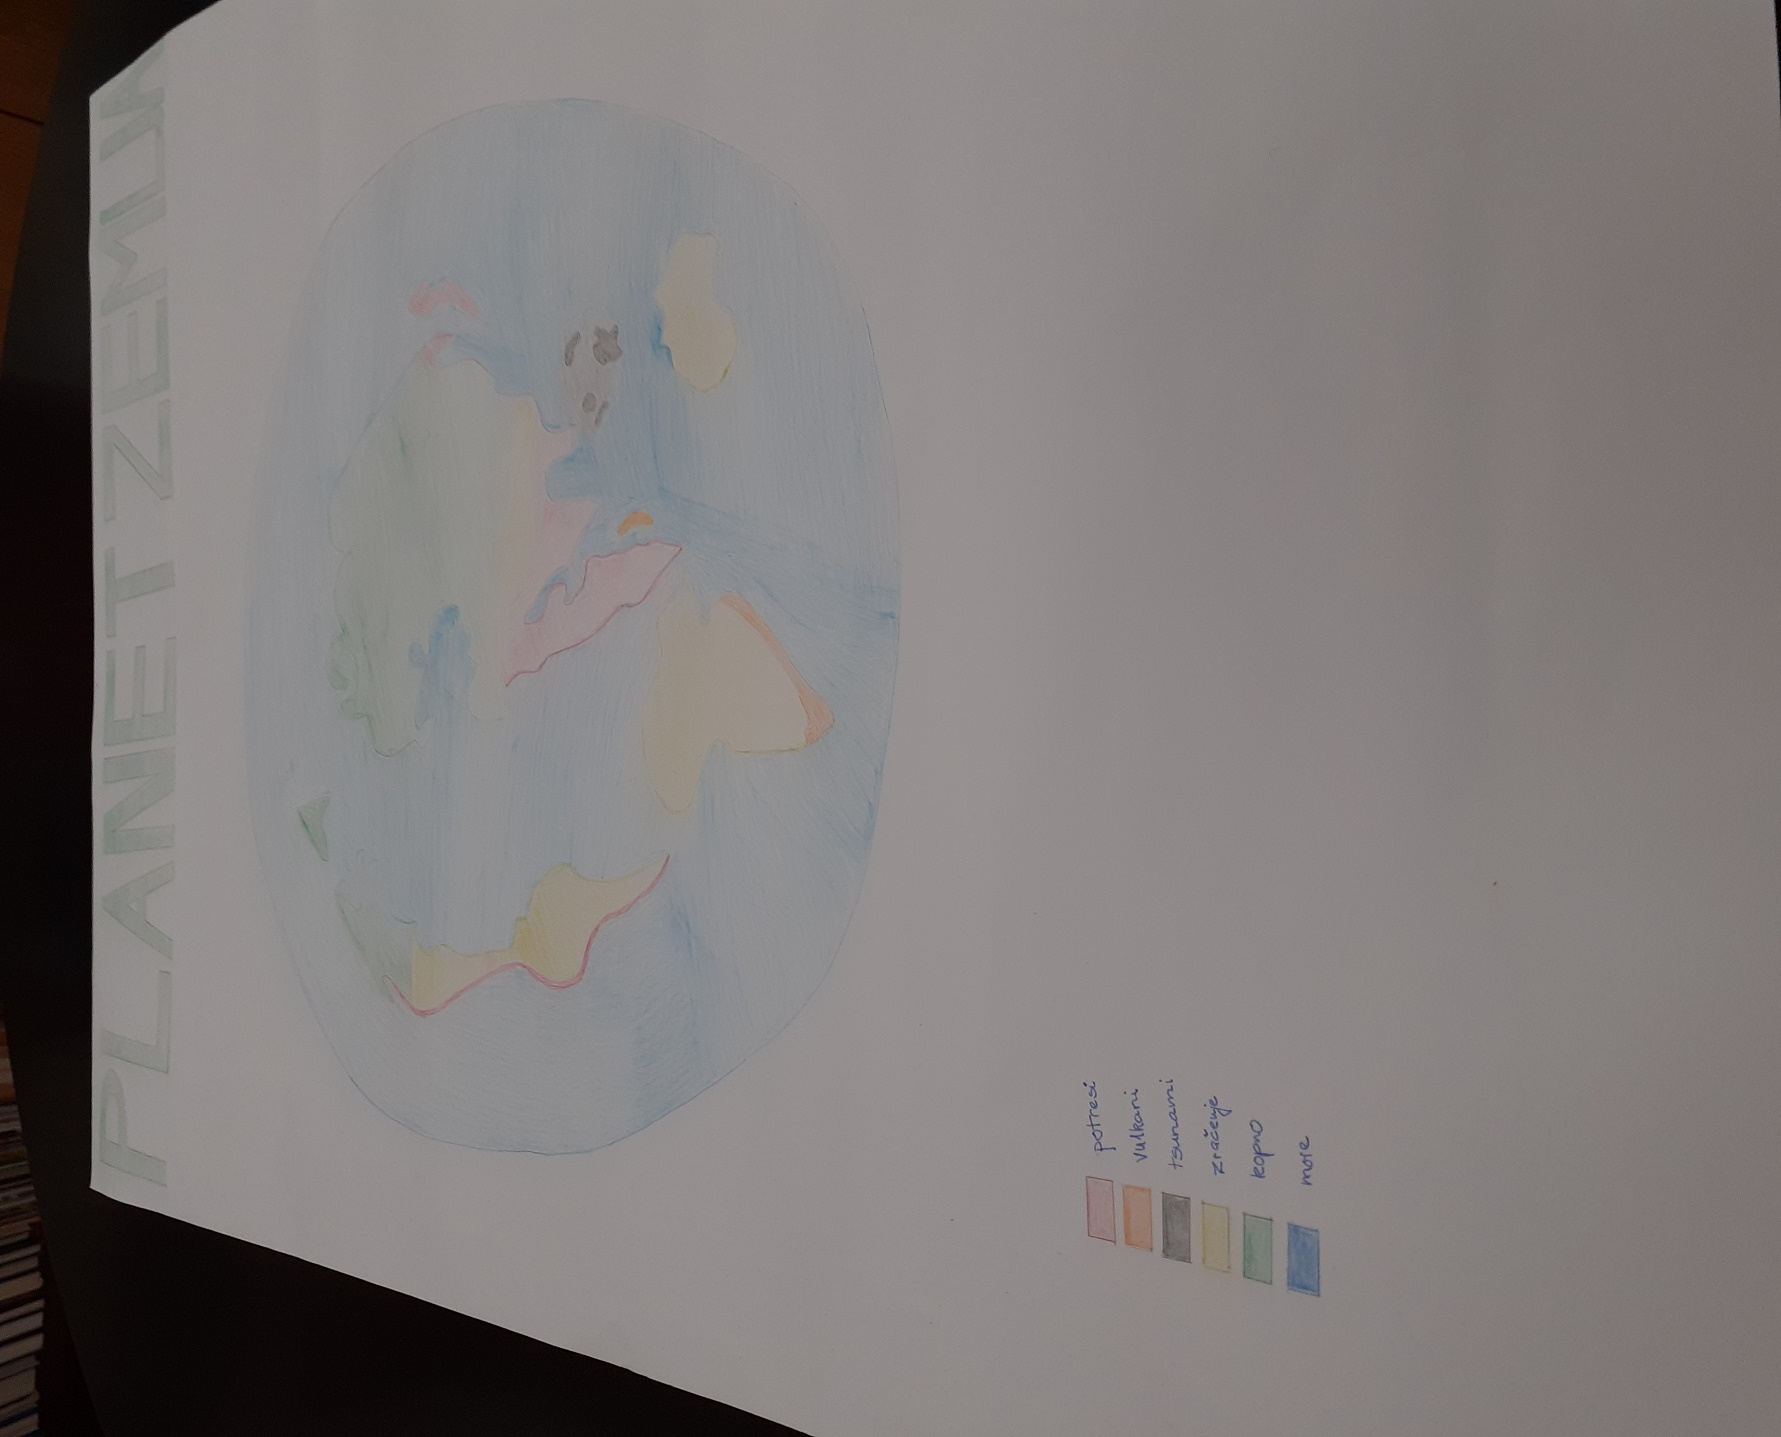 PLANET ZEMLJA
potresi
vulkani
tsunami
zračenje
kopno
more